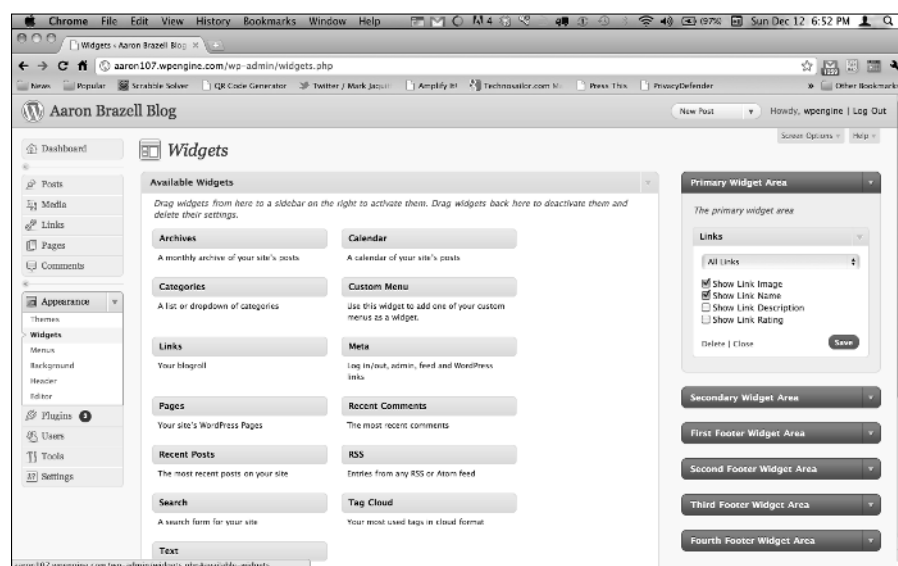 Chrome File Edit View History Bookmarks Window Help
(97%) Sun Dec 12 6:52 PM
Widgets ‹ Aaron Brazell Blog
aaron107.wpengine.com/wp-admin/widgets.php
News Popular Scrabble Solver QR Code Generator Twitter / Mark Jaquith Amplify It! Technosailor.com Press This PrivacyDefender » Other Bookmarks
Aaron Brazell Blog
New Post Howdy, wpengine | Log Out
Screen Options Help
Dashboard
Posts
Media
Links
Pages
Comments
Appearance
Themes
Widgets
Menus
Background
Header
Editor
Plugins
Users
Tools
Settings
Widgets
Available Widgets
Drag widgets from here to a sidebar on the right to activate them. Drag widgets back here to deactivate them and
delete their settings.
Archives
A monthly archive of your site's posts
Calendar
A calendar of your site's posts
Categories
A list or dropdown of categories
Custom Menu
Use this widget to add one of your custom
menus as a widget.
Links
Your blogroll
Meta
Log in/out, admin, feed and WordPress
links
Pages
Your site's WordPress Pages
Recent Comments
The most recent comments
Recent Posts
The most recent posts on your site
RSS
Entries from any RSS or Atom feed
Search
A search form for your site
Tag Cloud
Your most used tags in cloud format
Text
Primary Widget Area
The primary widget area
Links
All Links
Show Link Image
Show Link Name
Show Link Description
Show Link Rating
Delete | Close
Save
Secondary Widget Area
First Footer Widget Area
Second Footer Widget Area
Third Footer Widget Area
Fourth Footer Widget Area